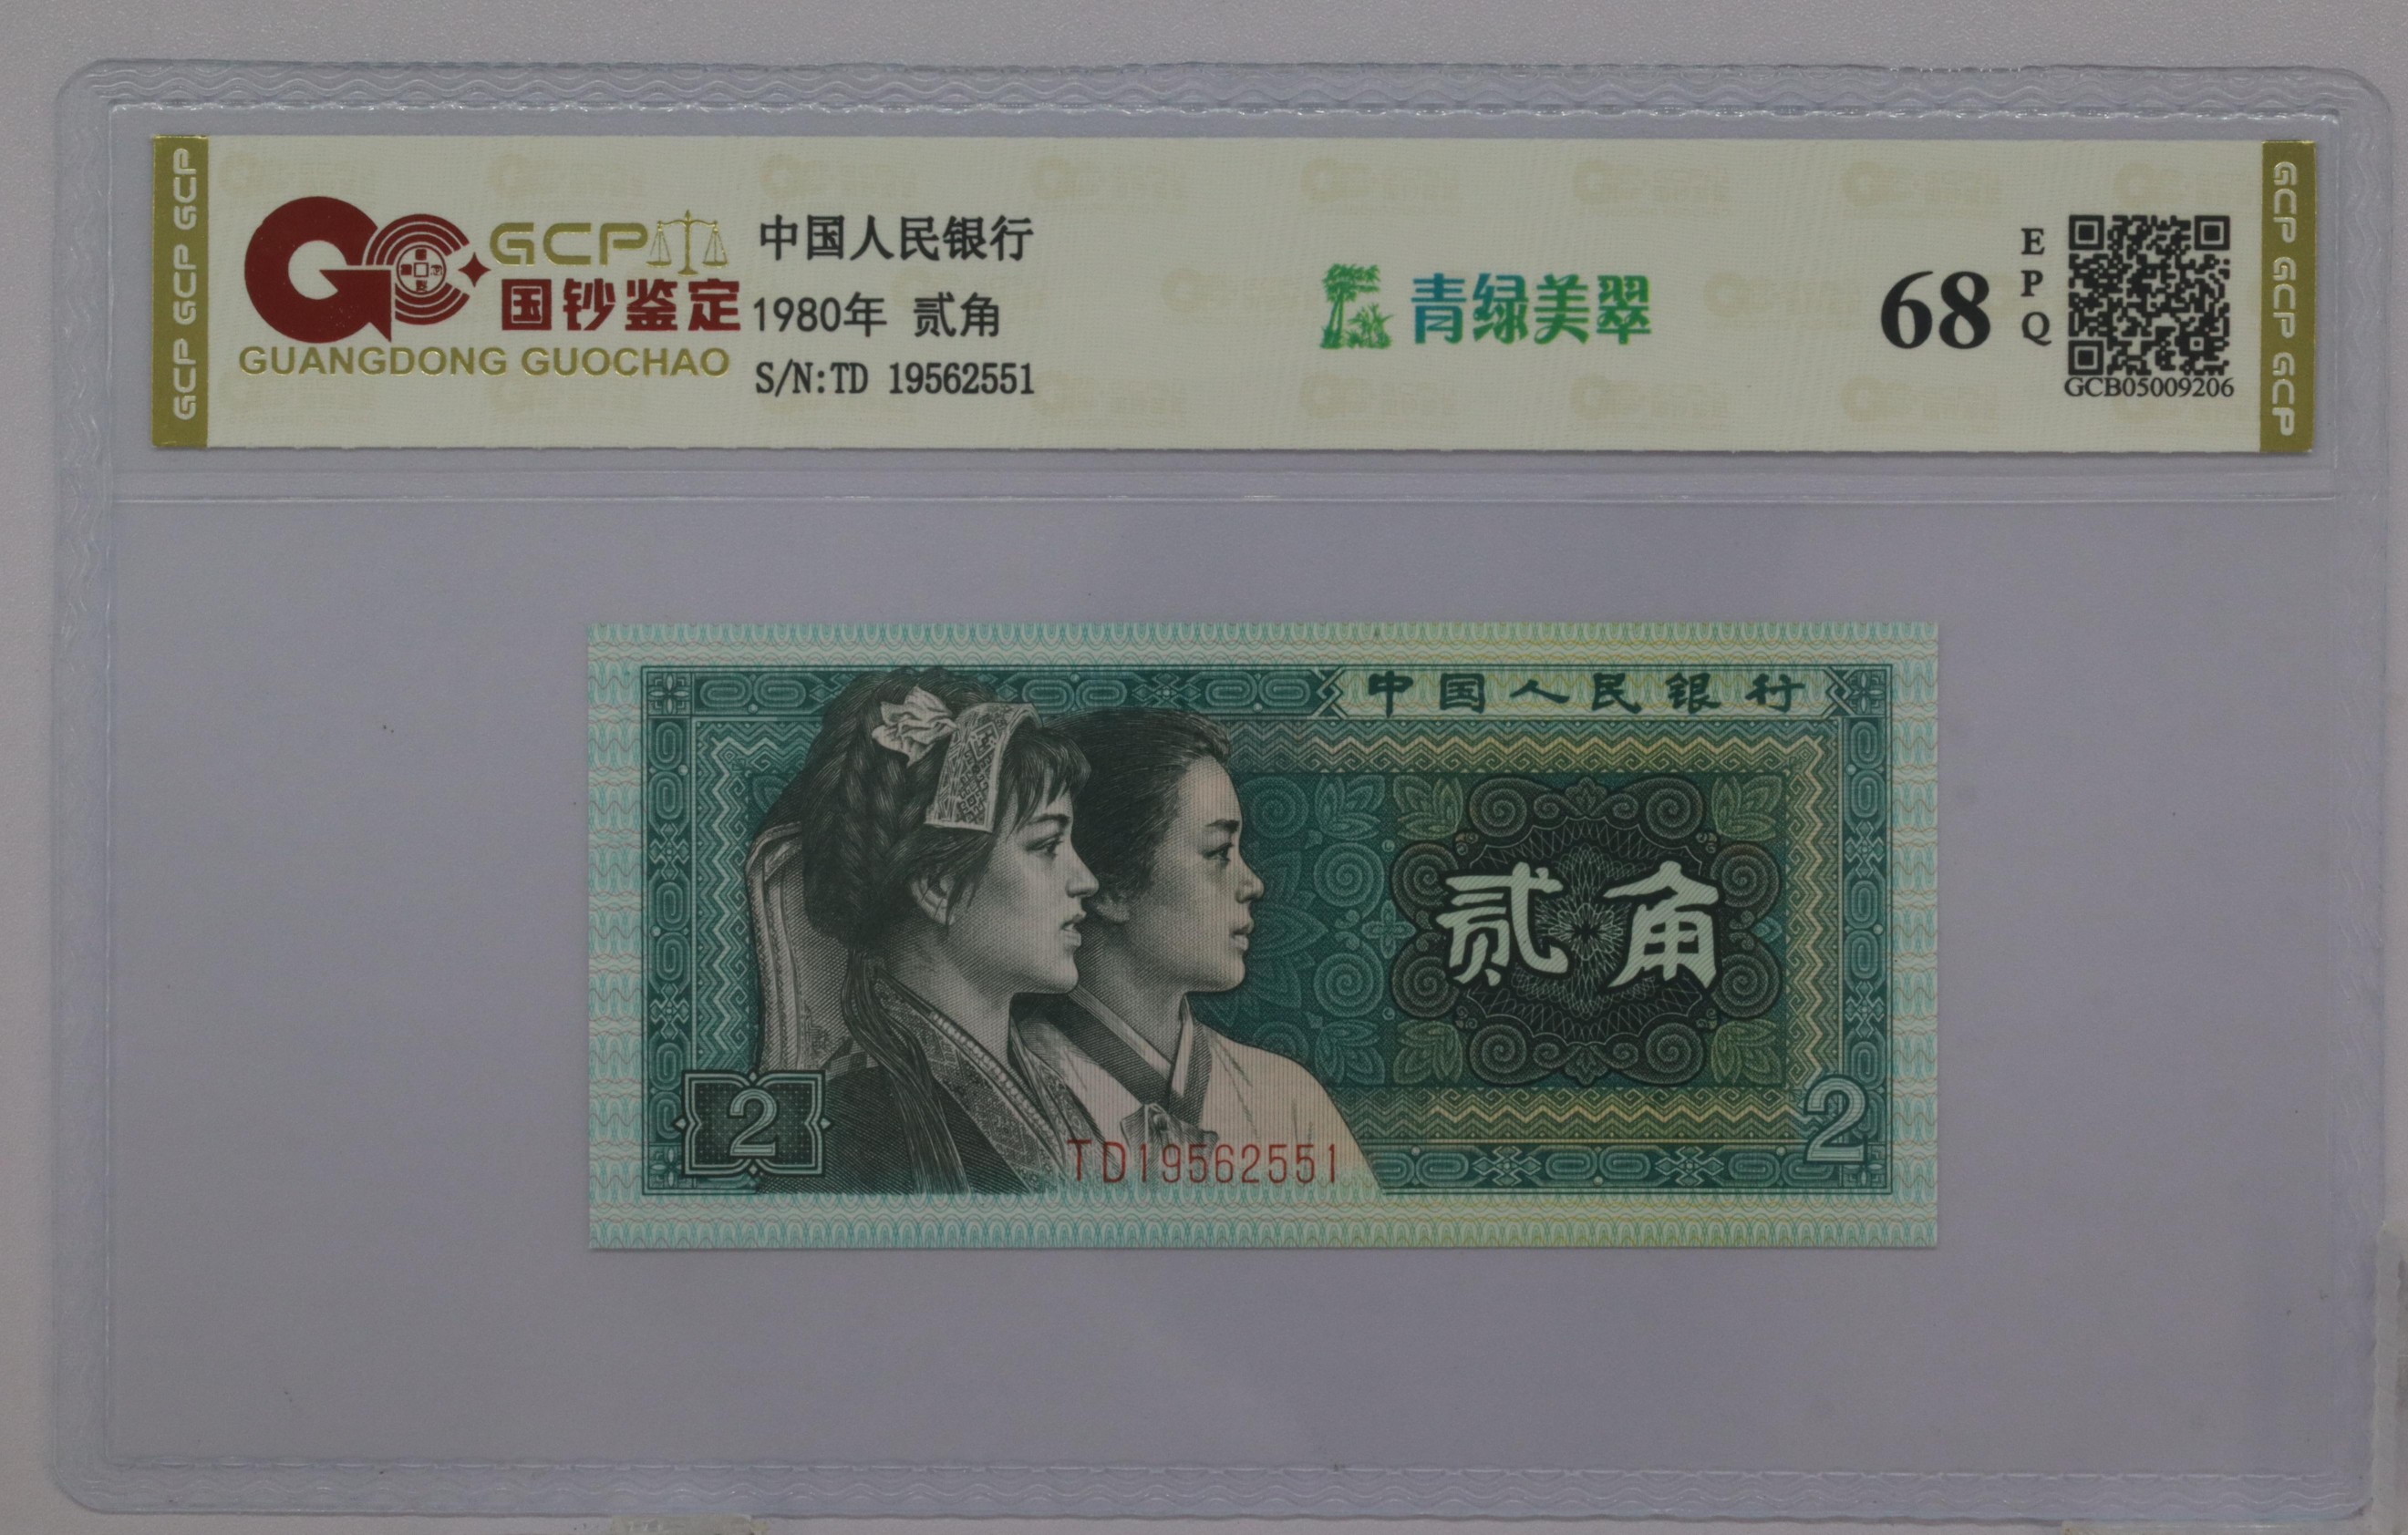 GCP
国钞鉴定
GUANGDONG GUOCHAO
中国人民银行
1980年 贰角
S/N:TD 19562551
青绿美翠
68
EPQ
GCB05009206
GCP GCP GCP
GCP GCP GCP
中国人民银行
贰角
2
2
TD19562551